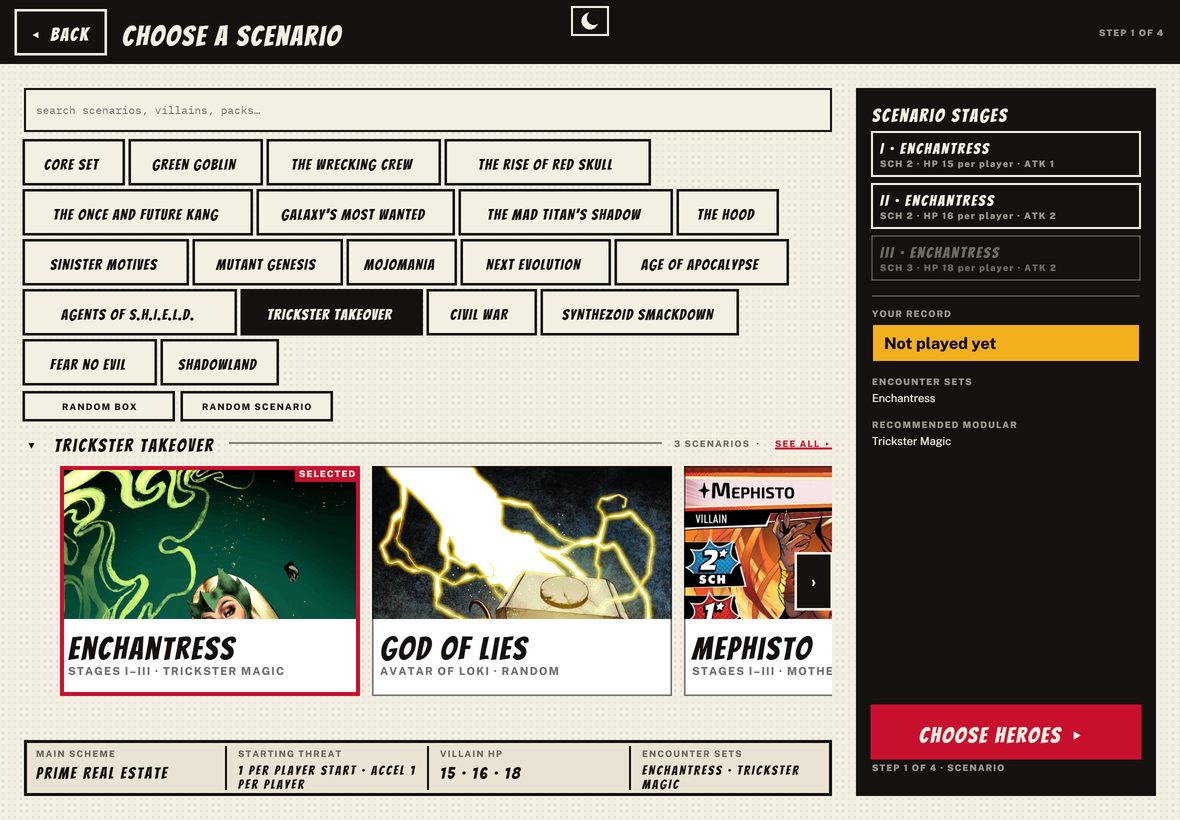 ◂ BACK
CHOOSE A SCENARIO
STEP 1 OF 4
search scenarios, villains, packs…
CORE SET
GREEN GOBLIN
THE WRECKING CREW
THE RISE OF RED SKULL
THE ONCE AND FUTURE KANG
GALAXY'S MOST WANTED
THE MAD TITAN'S SHADOW
THE HOOD
SINISTER MOTIVES
MUTANT GENESIS
MOJOMANIA
NEXT EVOLUTION
AGE OF APOCALYPSE
AGENTS OF S.H.I.E.L.D.
TRICKSTER TAKEOVER
CIVIL WAR
SYNTHEZOID SMACKDOWN
FEAR NO EVIL
SHADOWLAND
RANDOM BOX
RANDOM SCENARIO
▾ TRICKSTER TAKEOVER
3 SCENARIOS ·
SEE ALL ▸
SELECTED
ENCHANTRESS
STAGES I–III · TRICKSTER MAGIC
GOD OF LIES
AVATAR OF LOKI · RANDOM
MEPHISTO
VILLAIN
2
SCH
1
›
MEPHISTO
STAGES I–III · MOTHE
MAIN SCHEME
PRIME REAL ESTATE
STARTING THREAT
1 PER PLAYER START · ACCEL 1
PER PLAYER
VILLAIN HP
15 · 16 · 18
ENCOUNTER SETS
ENCHANTRESS · TRICKSTER
MAGIC
SCENARIO STAGES
I · ENCHANTRESS
SCH 2 · HP 15 per player · ATK 1
II · ENCHANTRESS
SCH 2 · HP 16 per player · ATK 2
III · ENCHANTRESS
SCH 3 · HP 18 per player · ATK 2
YOUR RECORD
Not played yet
ENCOUNTER SETS
Enchantress
RECOMMENDED MODULAR
Trickster Magic
CHOOSE HEROES ▸
STEP 1 OF 4 · SCENARIO